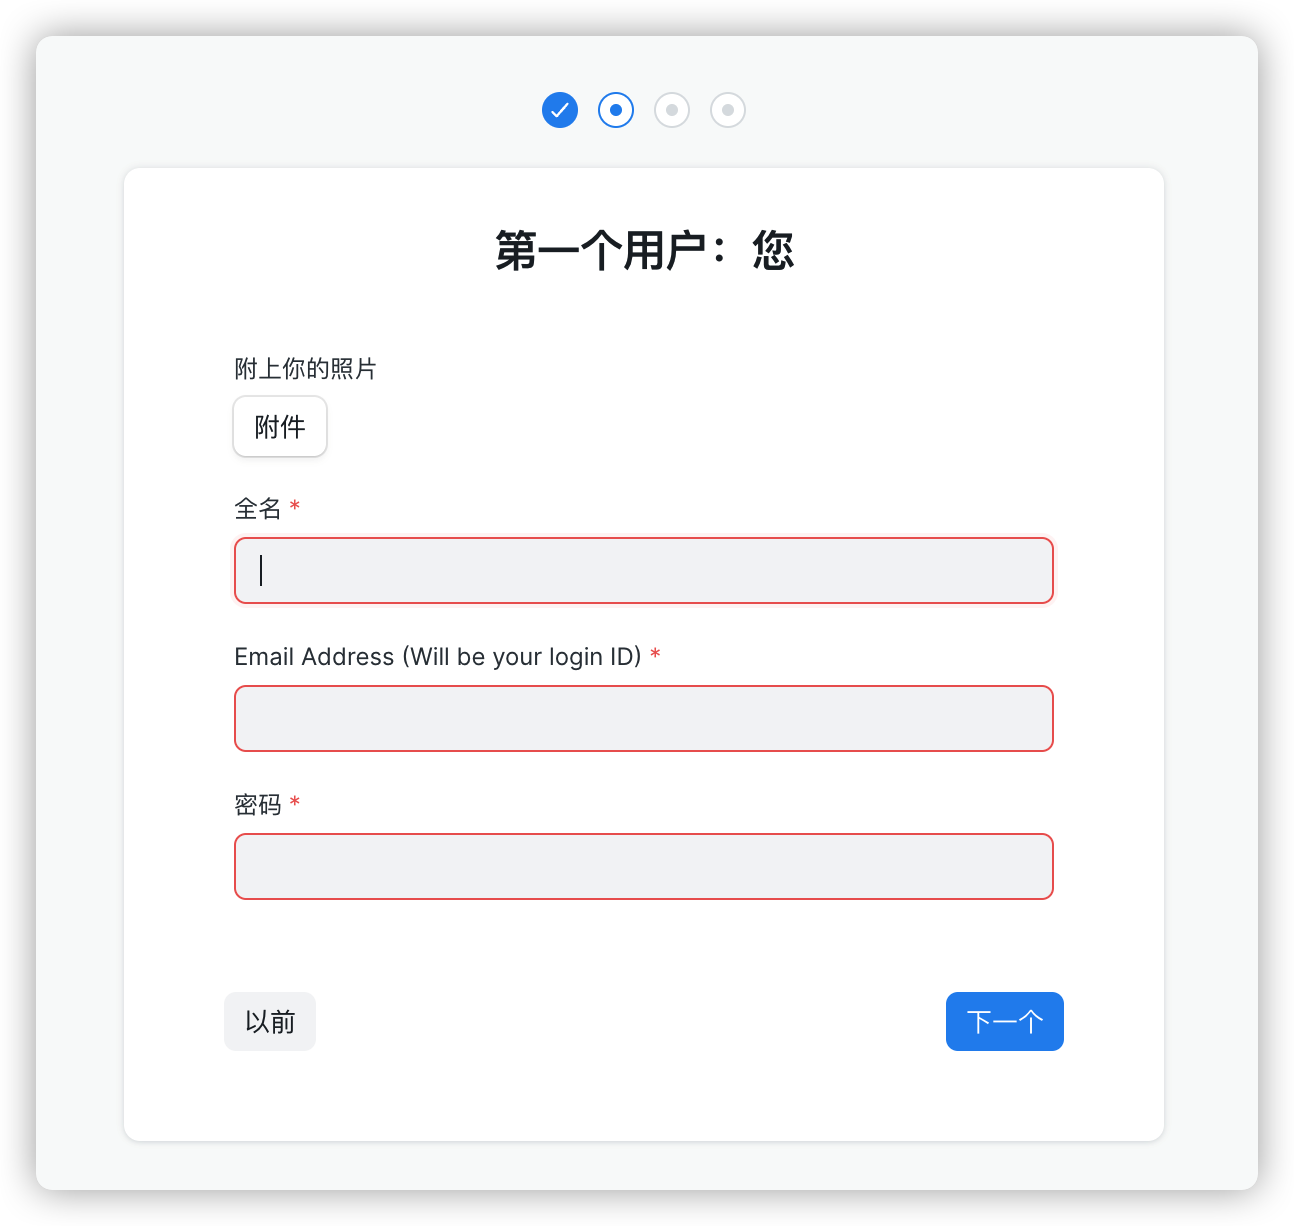 第一个用户：您
附上你的照片
附件
全名 *
Email Address (Will be your login ID) *
密码 *
以前
下一个